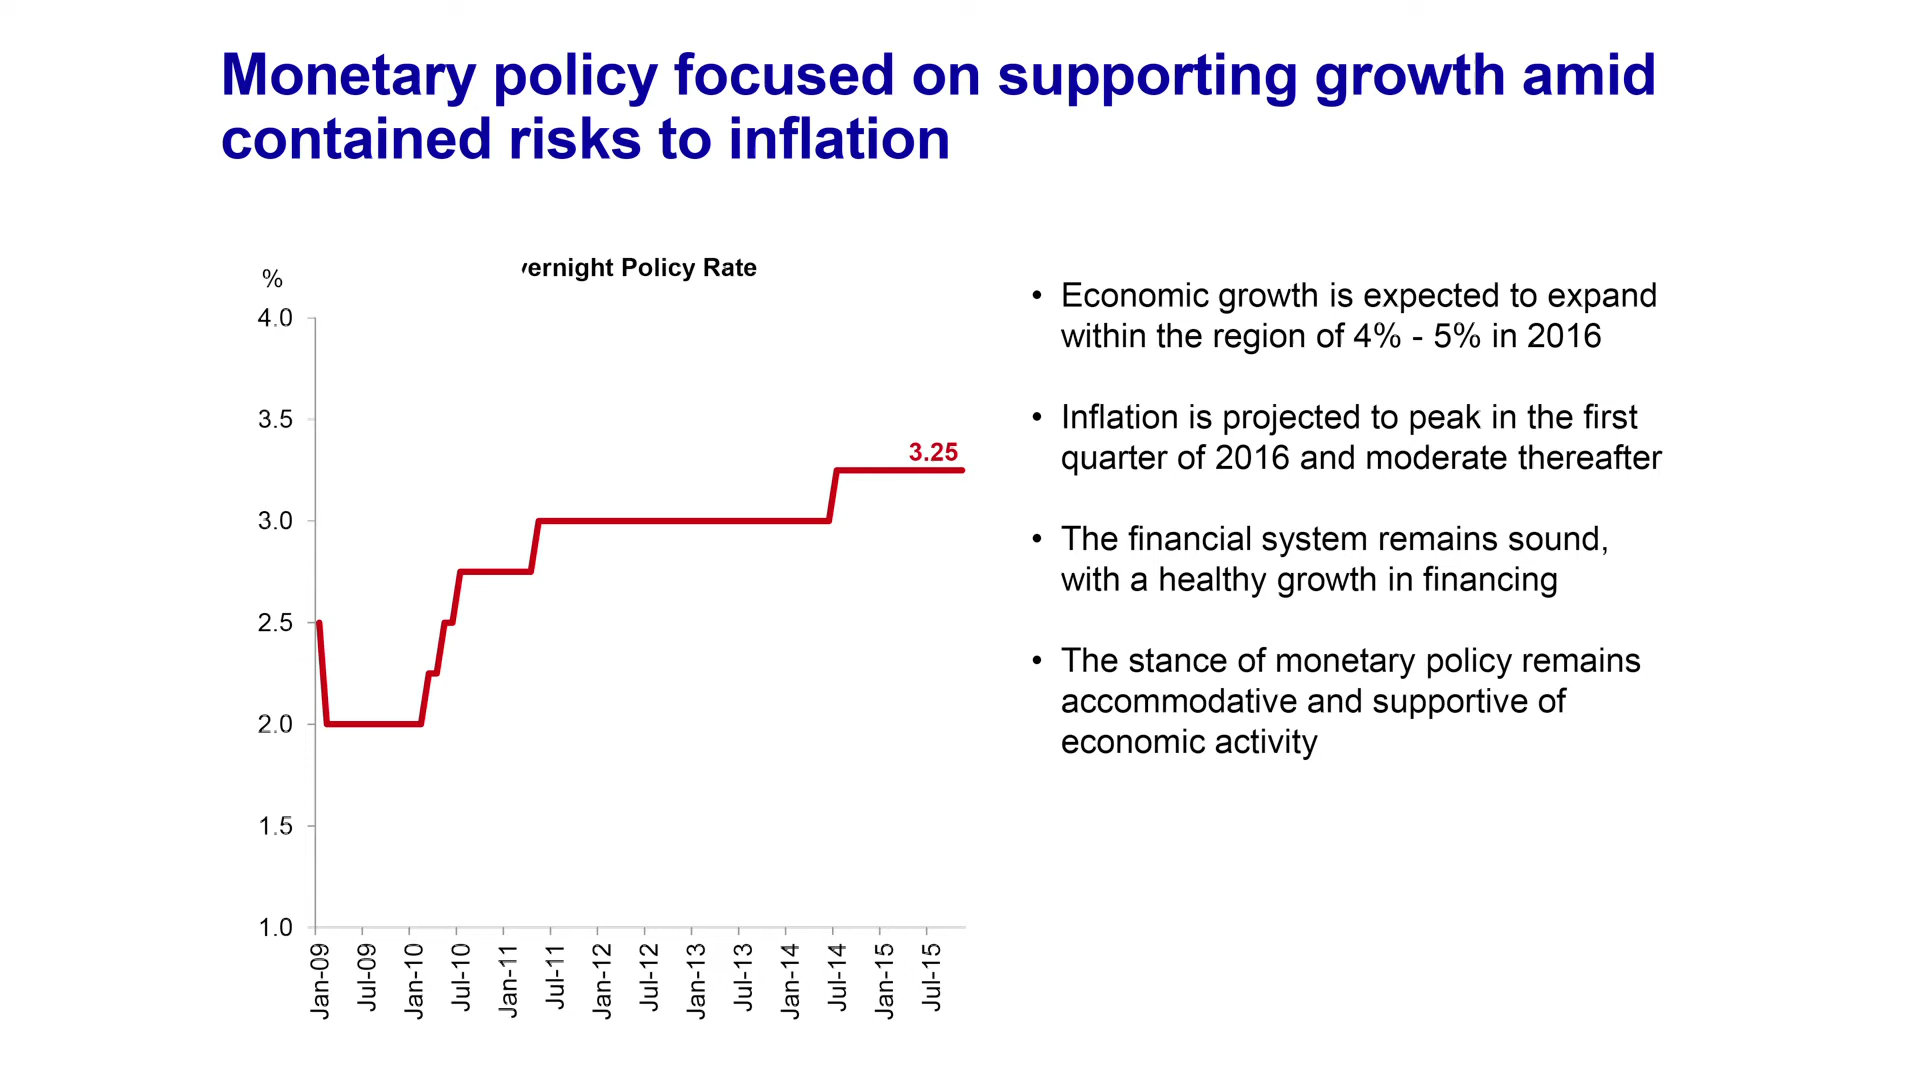 Monetary policy focused on supporting growth amid
contained risks to inflation
vernight Policy Rate
%
4.0
3.5
3.0
2.5
2.0
1.5
1.0
3.25
Jan-09
Jul-09
Jan-10
Jul-10
Jan-11
Jul-11
Jan-12
Jul-12
Jan-13
Jul-13
Jan-14
Jul-14
Jan-15
Jul-15
• Economic growth is expected to expand
within the region of 4% - 5% in 2016
• Inflation is projected to peak in the first
quarter of 2016 and moderate thereafter
• The financial system remains sound,
with a healthy growth in financing
• The stance of monetary policy remains
accommodative and supportive of
economic activity